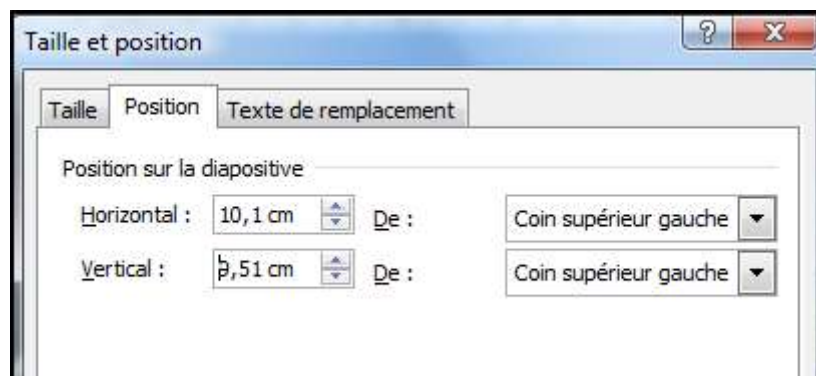 Taille et position
Taille Position Texte de remplacement
Position sur la diapositive
Horizontal : 10,1 cm De : Coin supérieur gauche
Vertical : 9,51 cm De : Coin supérieur gauche